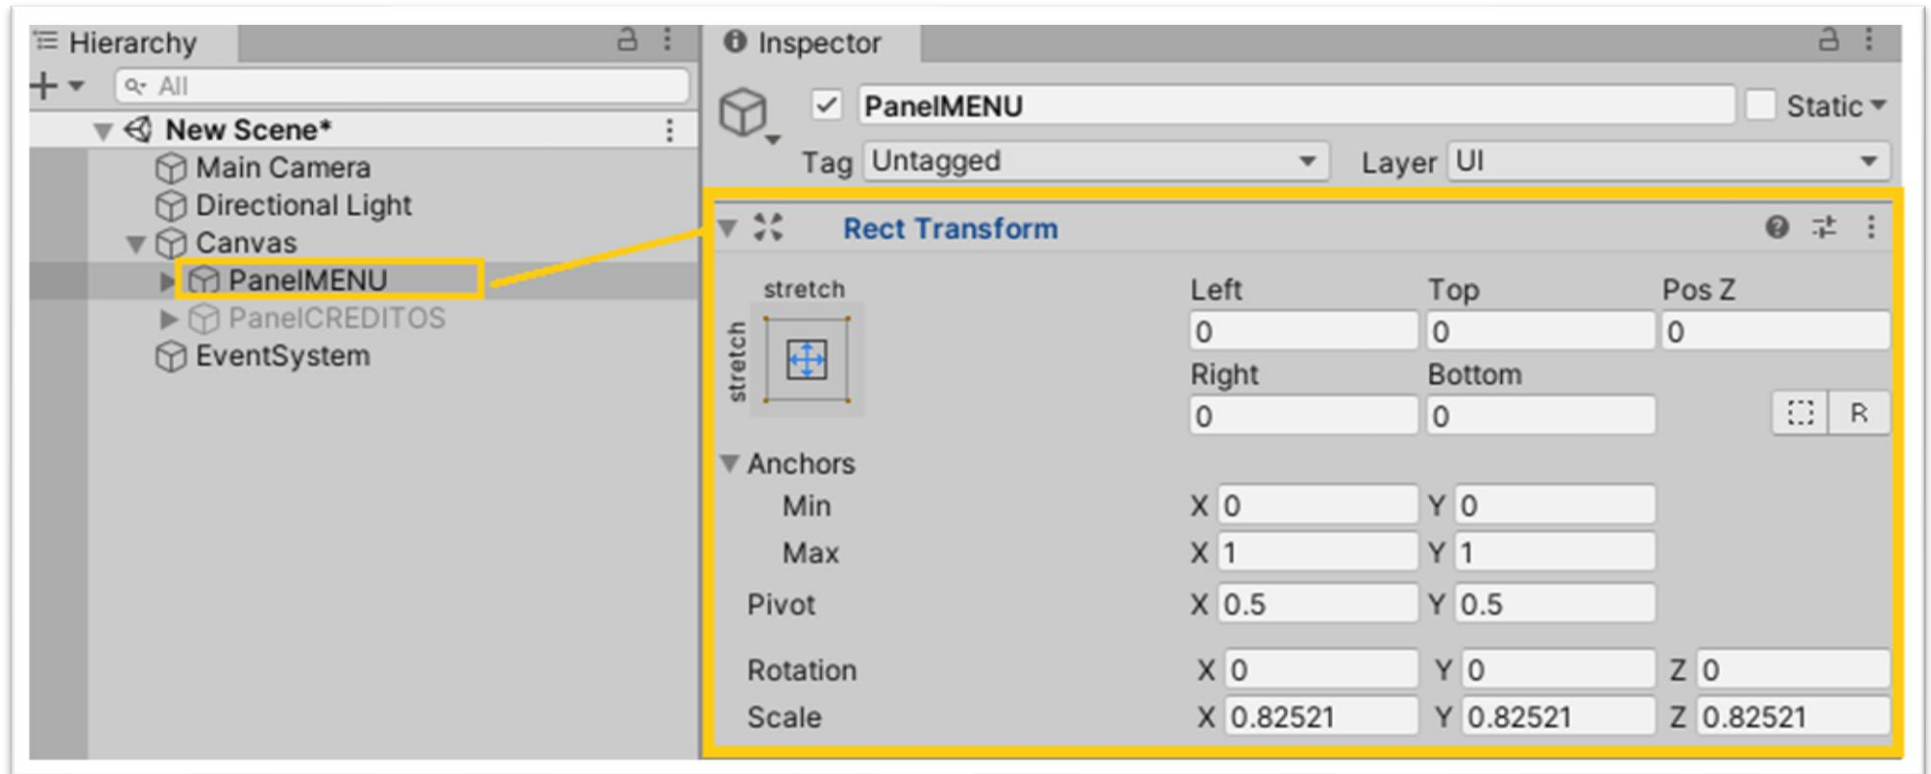 Hierarchy
All
New Scene*
Main Camera
Directional Light
Canvas
PanelMENU
PanelCREDITOS
EventSystem
Inspector
PanelMENU Static
Tag Untagged Layer UI
Rect Transform
stretch
stretch
Left Top Pos Z
0 0 0
Right Bottom
0 0 R
Anchors
Min X 0 Y 0
Max X 1 Y 1
Pivot X 0.5 Y 0.5
Rotation X 0 Y 0 Z 0
Scale X 0.82521 Y 0.82521 Z 0.82521